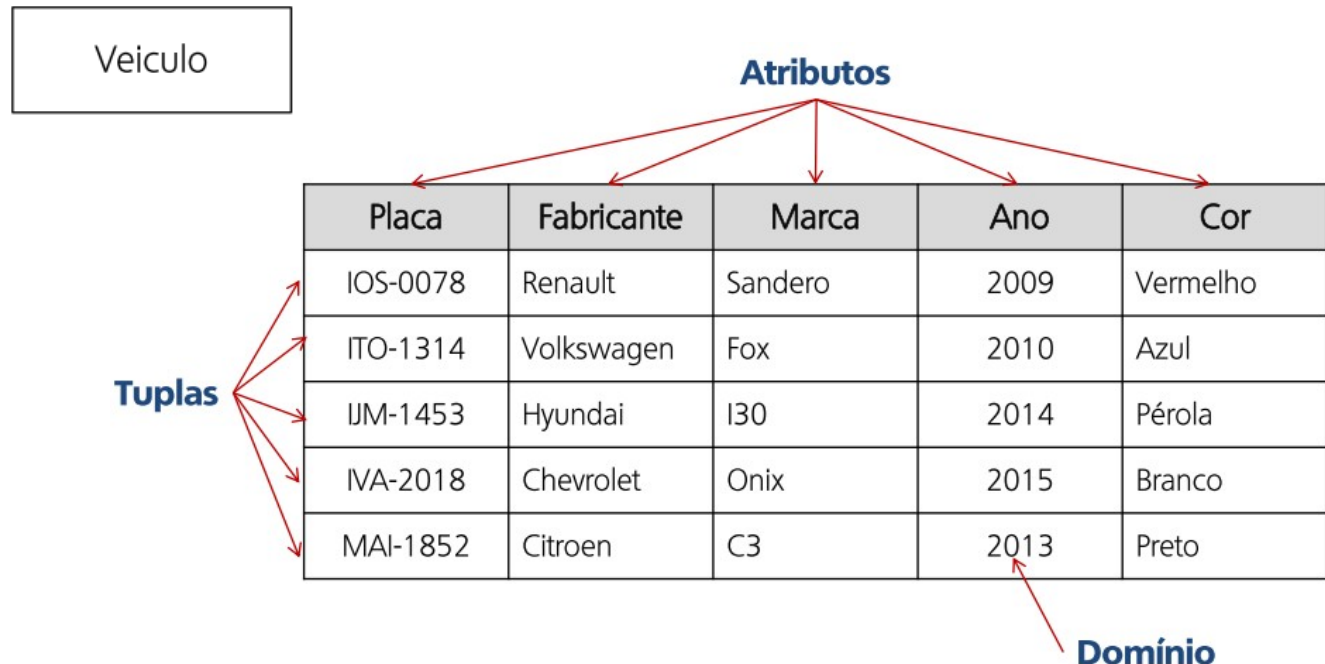 Veiculo
Atributos
Placa Fabricante Marca Ano Cor
IOS-0078 Renault Sandero 2009 Vermelho
ITO-1314 Volkswagen Fox 2010 Azul
Tuplas
IJM-1453 Hyundai I30 2014 Pérola
IVA-2018 Chevrolet Onix 2015 Branco
MAI-1852 Citroen C3 2013 Preto
Domínio